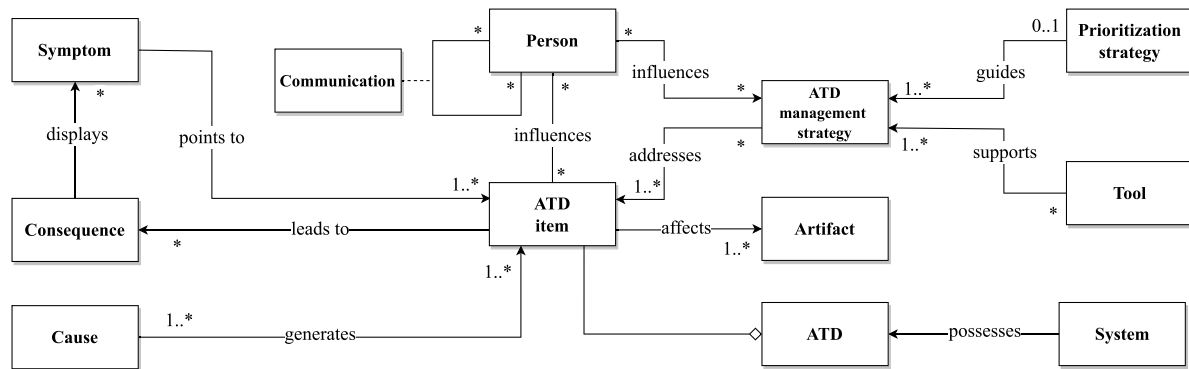 Symptom
*
displays
Consequence
*
points to
leads to
Cause
1..*
generates
1..*
Communication
*
Person
*
*
*
influences
*
*
influences
*
1..*
ATD
item
addresses
*
1..*
ATD
management
strategy
0..1
Prioritization
strategy
guides
1..*
1..*
supports
*
Tool
affects
1..*
Artifact
ATD
possesses
System